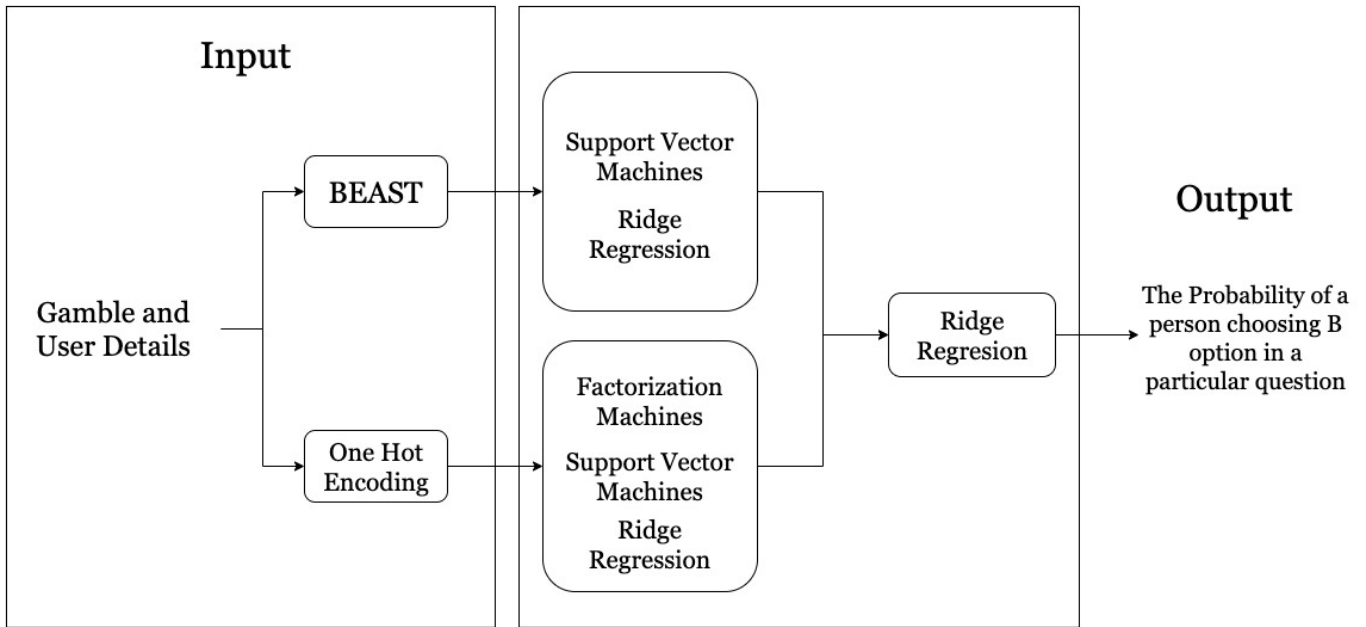 Input
Gamble and
User Details
BEAST
One Hot
Encoding
Support Vector
Machines
Ridge
Regression
Factorization
Machines
Support Vector
Machines
Ridge
Regression
Ridge
Regresion
Output
The Probability of a
person choosing B
option in a
particular question